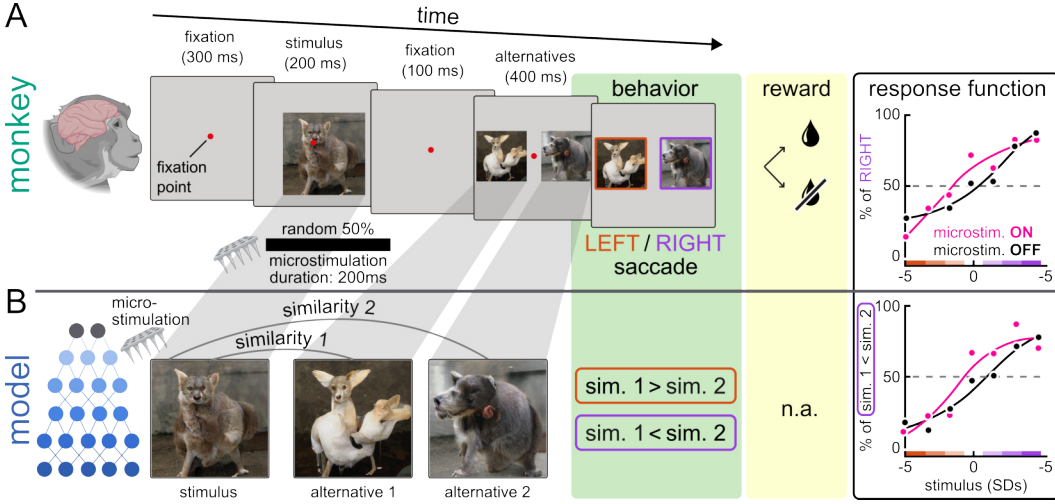 A
time
fixation
(300 ms)
stimulus
(200 ms)
fixation
(100 ms)
alternatives
(400 ms)
monkey
fixation
point
behavior
reward
response function
random 50%
microstimulation
duration: 200ms
LEFT / RIGHT
saccade
% of RIGHT
100
50
0
microstim. ON
microstim. OFF
-5
0
-5
B
model
micro-
stimulation
similarity 2
similarity 1
stimulus
alternative 1
alternative 2
sim. 1 > sim. 2
sim. 1 < sim. 2
n.a.
% of sim. 1 < sim. 2
100
50
0
-5
0
-5
stimulus (SDs)